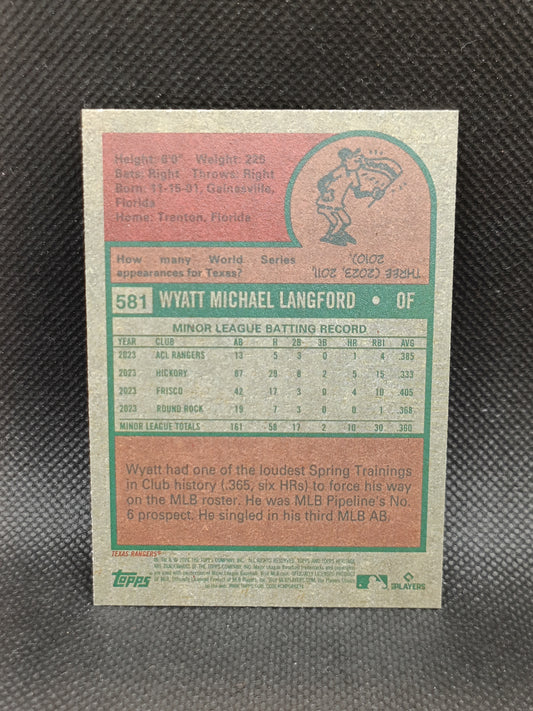 Height: 6'0" Weight: 225
Bats: Right Throws: Right
Born: 11-15-01, Gainesville,
Florida
Home: Trenton, Florida
How many World Series
appearances for Texas?
THREE (2023, 2011,
2010).
581 WYATT MICHAEL LANGFORD • OF
MINOR LEAGUE BATTING RECORD
YEAR CLUB AB H 2B 3B HR RBI AVG
2023 ACL RANGERS 13 5 3 0 1 4 .385
2023 HICKORY 87 29 8 2 5 15 .333
2023 FRISCO 42 17 3 0 4 10 .405
2023 ROUND ROCK 19 7 3 0 0 1 .368
MINOR LEAGUE TOTALS 161 58 17 2 10 30 .360
Wyatt had one of the loudest Spring Trainings
in Club history (.365, six HRs) to force his way
on the MLB roster. He was MLB Pipeline's No.
6 prospect. He singled in his third MLB AB.
TEXAS RANGERS
topps
PLAYERS